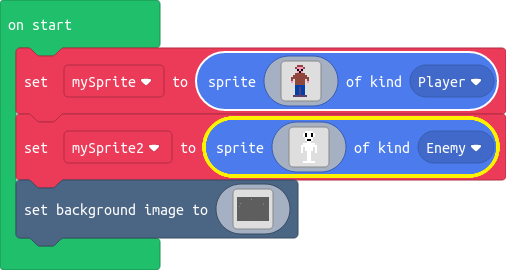 on start
set mySprite to sprite of kind Player
set mySprite2 to sprite of kind Enemy
set background image to